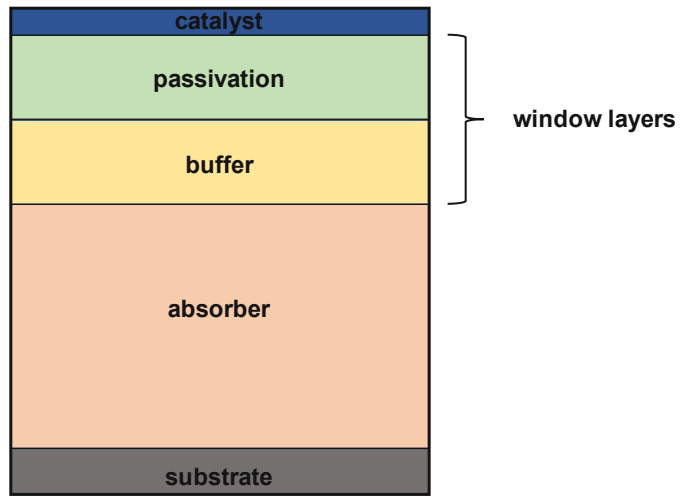 catalyst
passivation
window layers
buffer
absorber
substrate